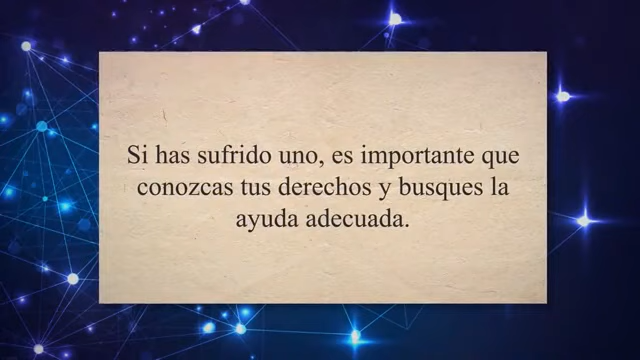 Si has sufrido uno, es importante que
conozcas tus derechos y busques la
ayuda adecuada.